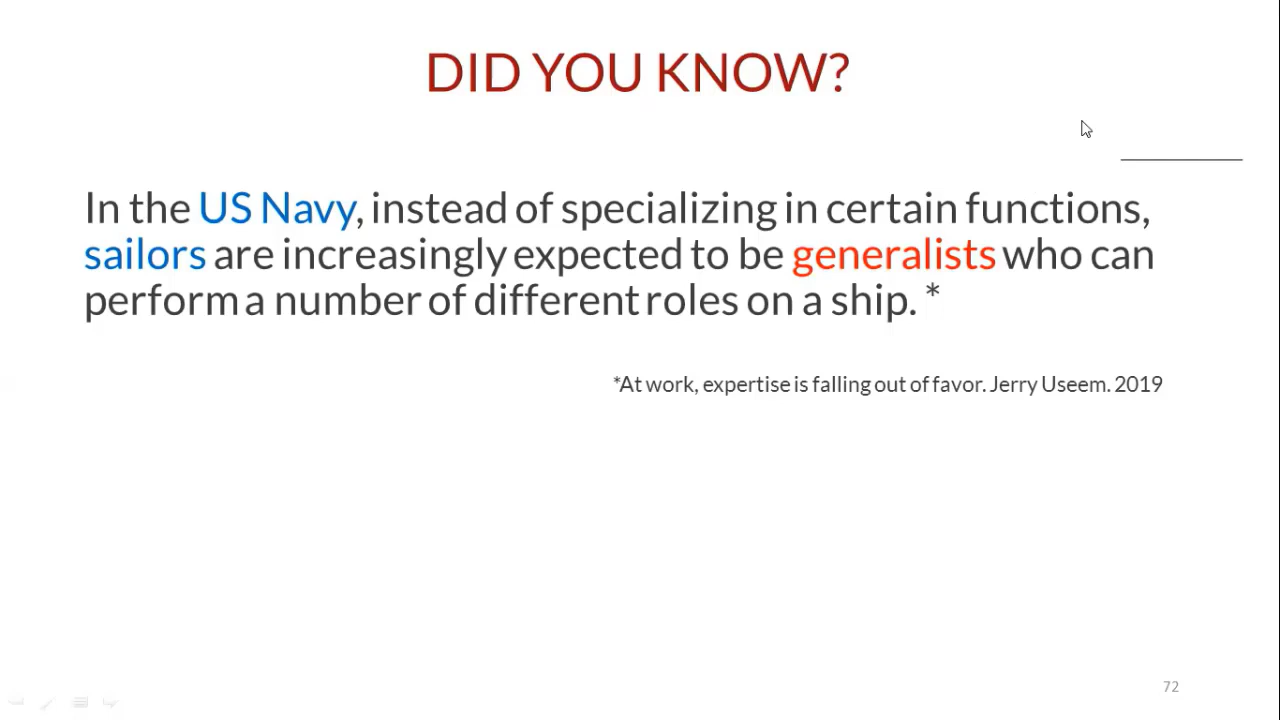 DID YOU KNOW?
In the US Navy, instead of specializing in certain functions,
sailors are increasingly expected to be generalists who can
perform a number of different roles on a ship. *
*At work, expertise is falling out of favor. Jerry Useem. 2019
72